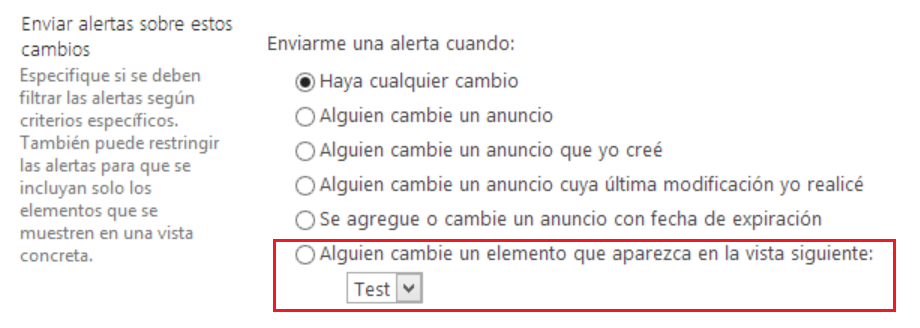 Enviar alertas sobre estos
cambios
Especifique si se deben
filtrar las alertas según
criterios específicos.
También puede restringir
las alertas para que se
incluyan solo los
elementos que se
muestren en una vista
concreta.
Enviarme una alerta cuando:
Haya cualquier cambio
Alguien cambie un anuncio
Alguien cambie un anuncio que yo creé
Alguien cambie un anuncio cuya última modificación yo realicé
Se agregue o cambie un anuncio con fecha de expiración
Alguien cambie un elemento que aparezca en la vista siguiente:
Test